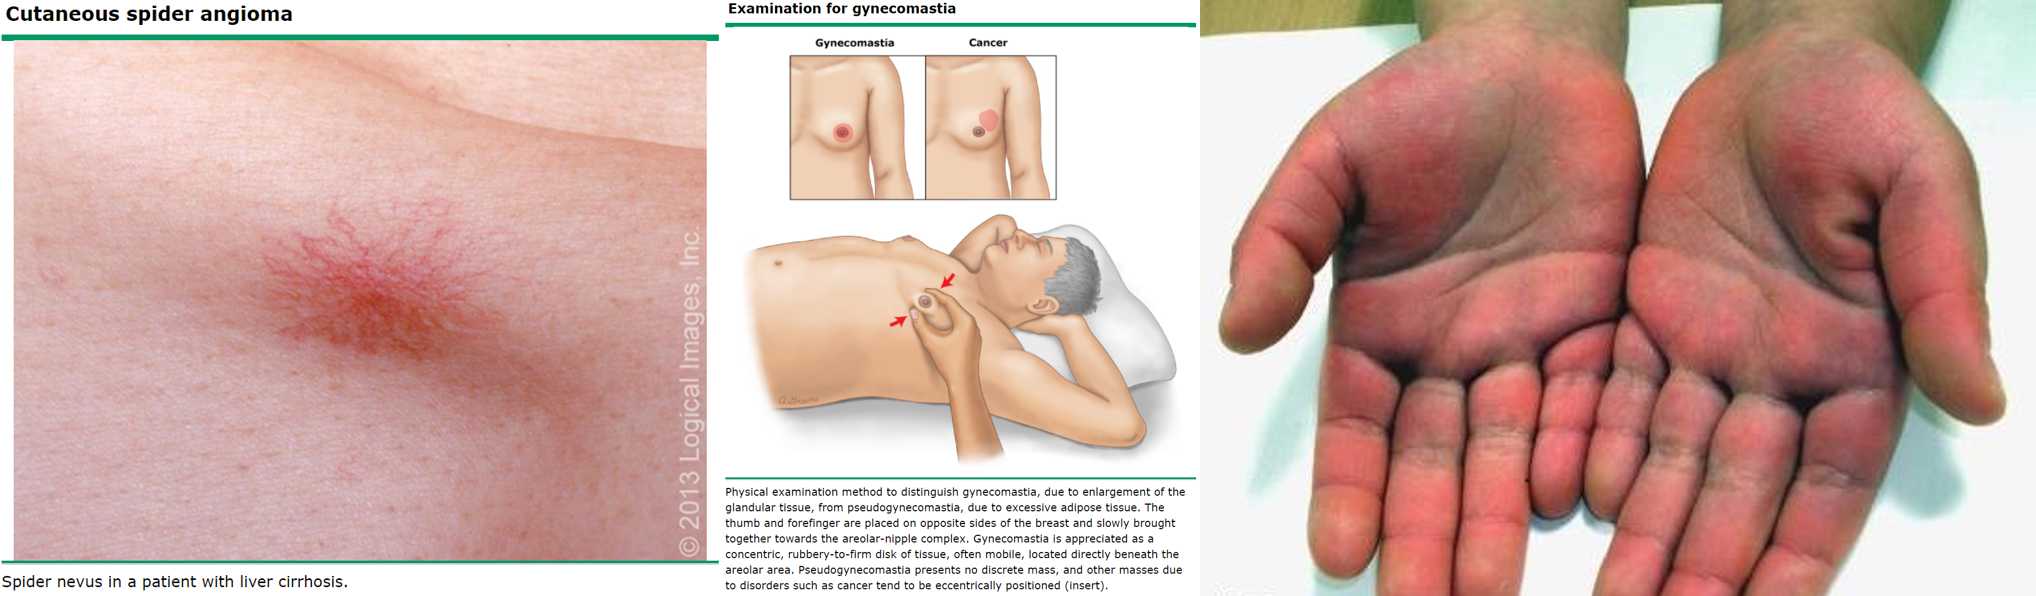 Cutaneous spider angioma
© 2013 Logical Images, Inc.
Spider nevus in a patient with liver cirrhosis.
Examination for gynecomastia
Gynecomastia
Cancer
Physical examination method to distinguish gynecomastia, due to enlargement of the
glandular tissue, from pseudogynecomastia, due to excessive adipose tissue. The
thumb and forefinger are placed on opposite sides of the breast and slowly brought
together towards the areolar-nipple complex. Gynecomastia is appreciated as a
concentric, rubbery-to-firm disk of tissue, often mobile, located directly beneath the
areolar area. Pseudogynecomastia presents no discrete mass, and other masses due
to disorders such as cancer tend to be eccentrically positioned (insert).